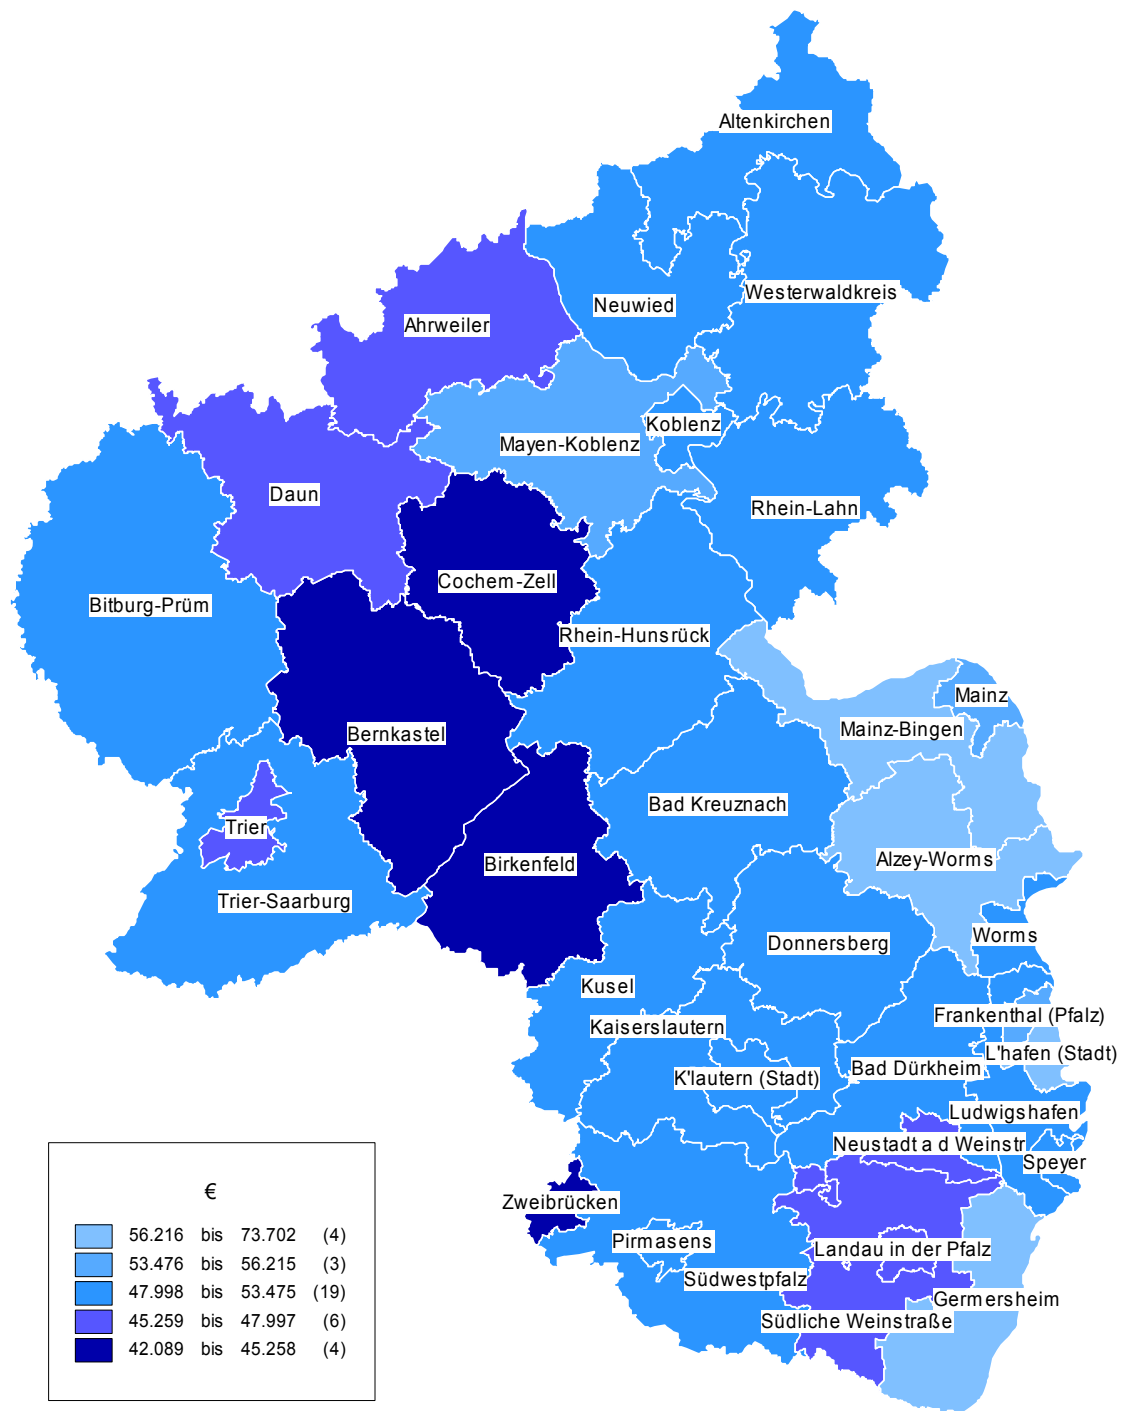 Altenkirchen
Westerwaldkreis
Neuwied
Ahrweiler
Koblenz
Mayen-Koblenz
Daun
Rhein-Lahn
Cochem-Zell
Bitburg-Prüm
Rhein-Hunsrück
Mainz
Mainz-Bingen
Bernkastel
Bad Kreuznach
Trier
Alzey-Worms
Birkenfeld
Trier-Saarburg
Worms
Donnersberg
Kusel
Frankenthal (Pfalz)
Kaiserslautern
L'hafen (Stadt)
Bad Dürkheim
K'lautern (Stadt)
Ludwigshafen
Neustadt a d Weinstr
Speyer
Zweibrücken
Pirmasens
Landau in der Pfalz
Südwestpfalz
Germersheim
Südliche Weinstraße
€
56.216 bis 73.702 (4)
53.476 bis 56.215 (3)
47.998 bis 53.475 (19)
45.259 bis 47.997 (6)
42.089 bis 45.258 (4)